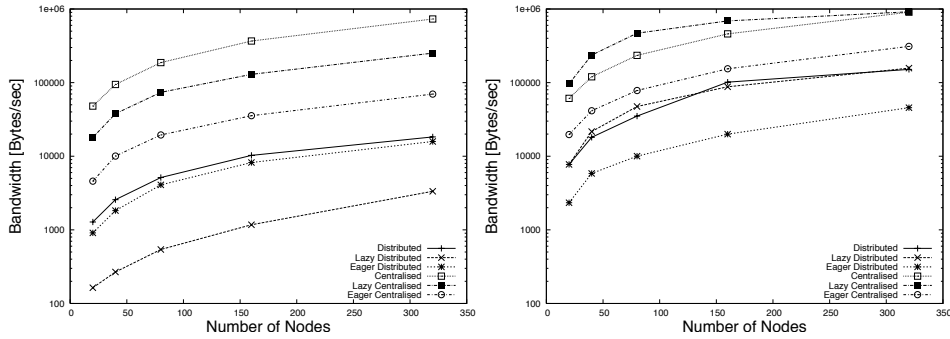 1e+06
100000
10000
1000
100
Bandwidth [Bytes/sec]
0 50 100 150 200 250 300 350
Number of Nodes
Distributed
Lazy Distributed
Eager Distributed
Centralised
Lazy Centralised
Eager Centralised
1e+06
100000
10000
1000
100
Bandwidth [Bytes/sec]
0 50 100 150 200 250 300 350
Number of Nodes
Distributed
Lazy Distributed
Eager Distributed
Centralised
Lazy Centralised
Eager Centralised